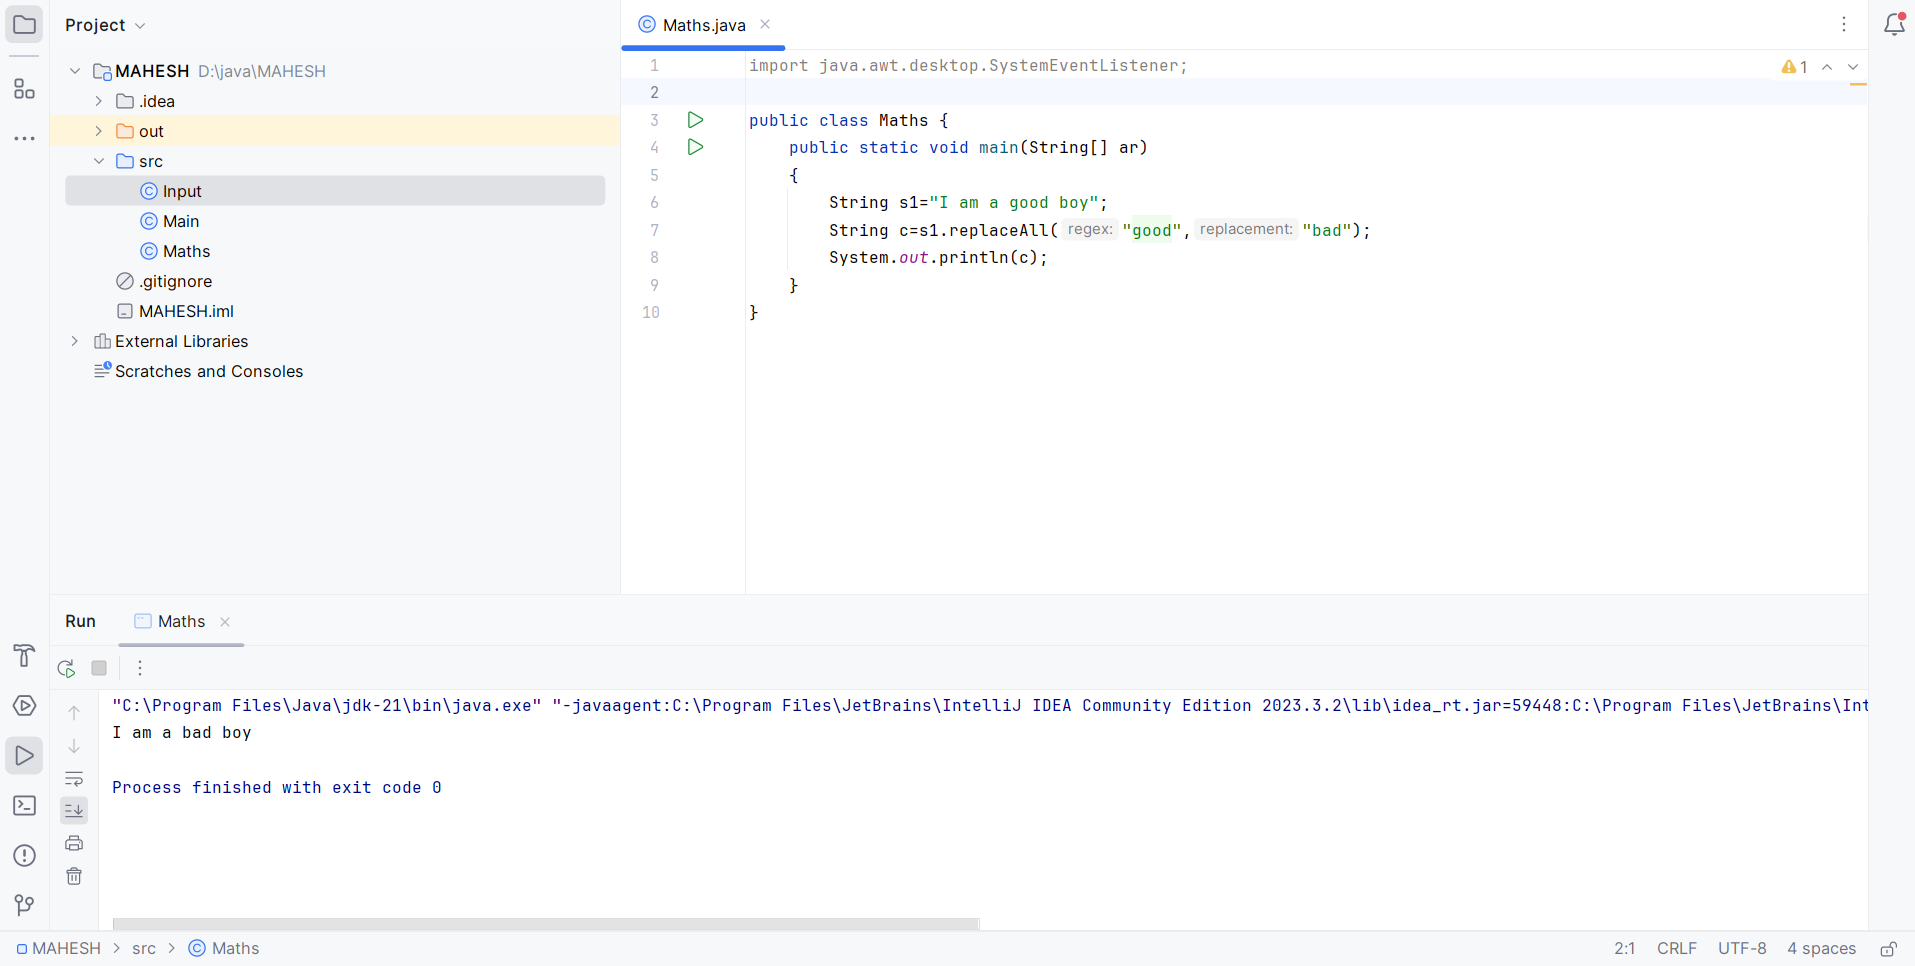 Project
MAHESH D:\java\MAHESH
.idea
out
src
Input
Main
Maths
.gitignore
MAHESH.iml
External Libraries
Scratches and Consoles
Maths.java
1 import java.awt.desktop.SystemEventListener;
2
3 public class Maths {
4 public static void main(String[] ar)
5 {
6 String s1="I am a good boy";
7 String c=s1.replaceAll( regex: "good", replacement: "bad");
8 System.out.println(c);
9 }
10 }
1
Run Maths
"C:\Program Files\Java\jdk-21\bin\java.exe" "-javaagent:C:\Program Files\JetBrains\IntelliJ IDEA Community Edition 2023.3.2\lib\idea_rt.jar=59448:C:\Program Files\JetBrains\Int
I am a bad boy
Process finished with exit code 0
MAHESH > src > Maths
2:1 CRLF UTF-8 4 spaces